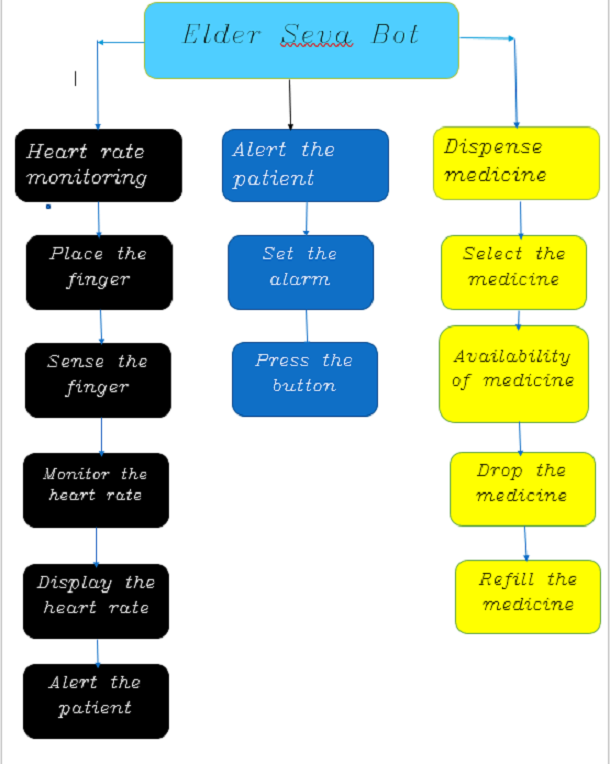 Elder Seva Bot
Heart rate
monitoring
Place the
finger
Sense the
finger
Monitor the
heart rate
Display the
heart rate
Alert the
patient
Alert the
patient
Set the
alarm
Press the
button
Dispense
medicine
Select the
medicine
Availability
of medicine
Drop the
medicine
Refill the
medicine